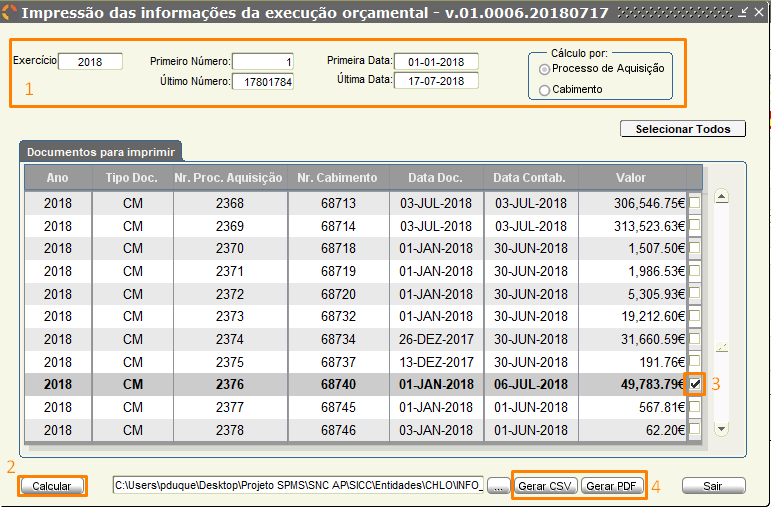 Impressão das informações da execução orçamental - v.01.0006.20180717
Exercício 2018 Primeiro Número: 1 Primeira Data: 01-01-2018 Cálculo por:
Último Número: 17801784 Última Data: 17-07-2018 Processo de Aquisição
1 Cabimento
Selecionar Todos
Documentos para imprimir
Ano Tipo Doc. Nr. Proc. Aquisição Nr. Cabimento Data Doc. Data Contab. Valor
2018 CM 2368 68713 03-JUL-2018 03-JUL-2018 306,546.75€
2018 CM 2369 68714 03-JUL-2018 03-JUL-2018 313,523.63€
2018 CM 2370 68718 01-JAN-2018 30-JUN-2018 1,507.50€
2018 CM 2371 68719 01-JAN-2018 30-JUN-2018 1,986.53€
2018 CM 2372 68720 01-JAN-2018 30-JUN-2018 5,305.93€
2018 CM 2373 68732 01-JAN-2018 30-JUN-2018 19,212.60€
2018 CM 2374 68734 26-DEZ-2017 30-JUN-2018 31,660.59€
2018 CM 2375 68737 13-DEZ-2017 30-JUN-2018 191.76€
2018 CM 2376 68740 01-JAN-2018 06-JUL-2018 49,783.79€ 3
2018 CM 2377 68745 01-JAN-2018 01-JUN-2018 567.81€
2018 CM 2378 68746 03-JAN-2018 01-JUN-2018 62.20€
2
Calcular C:\Users\pduque\Desktop\Projeto SPMS\SNC AP\SICC\Entidades\CHLO\INFO_ ... Gerar CSV Gerar PDF 4 Sair